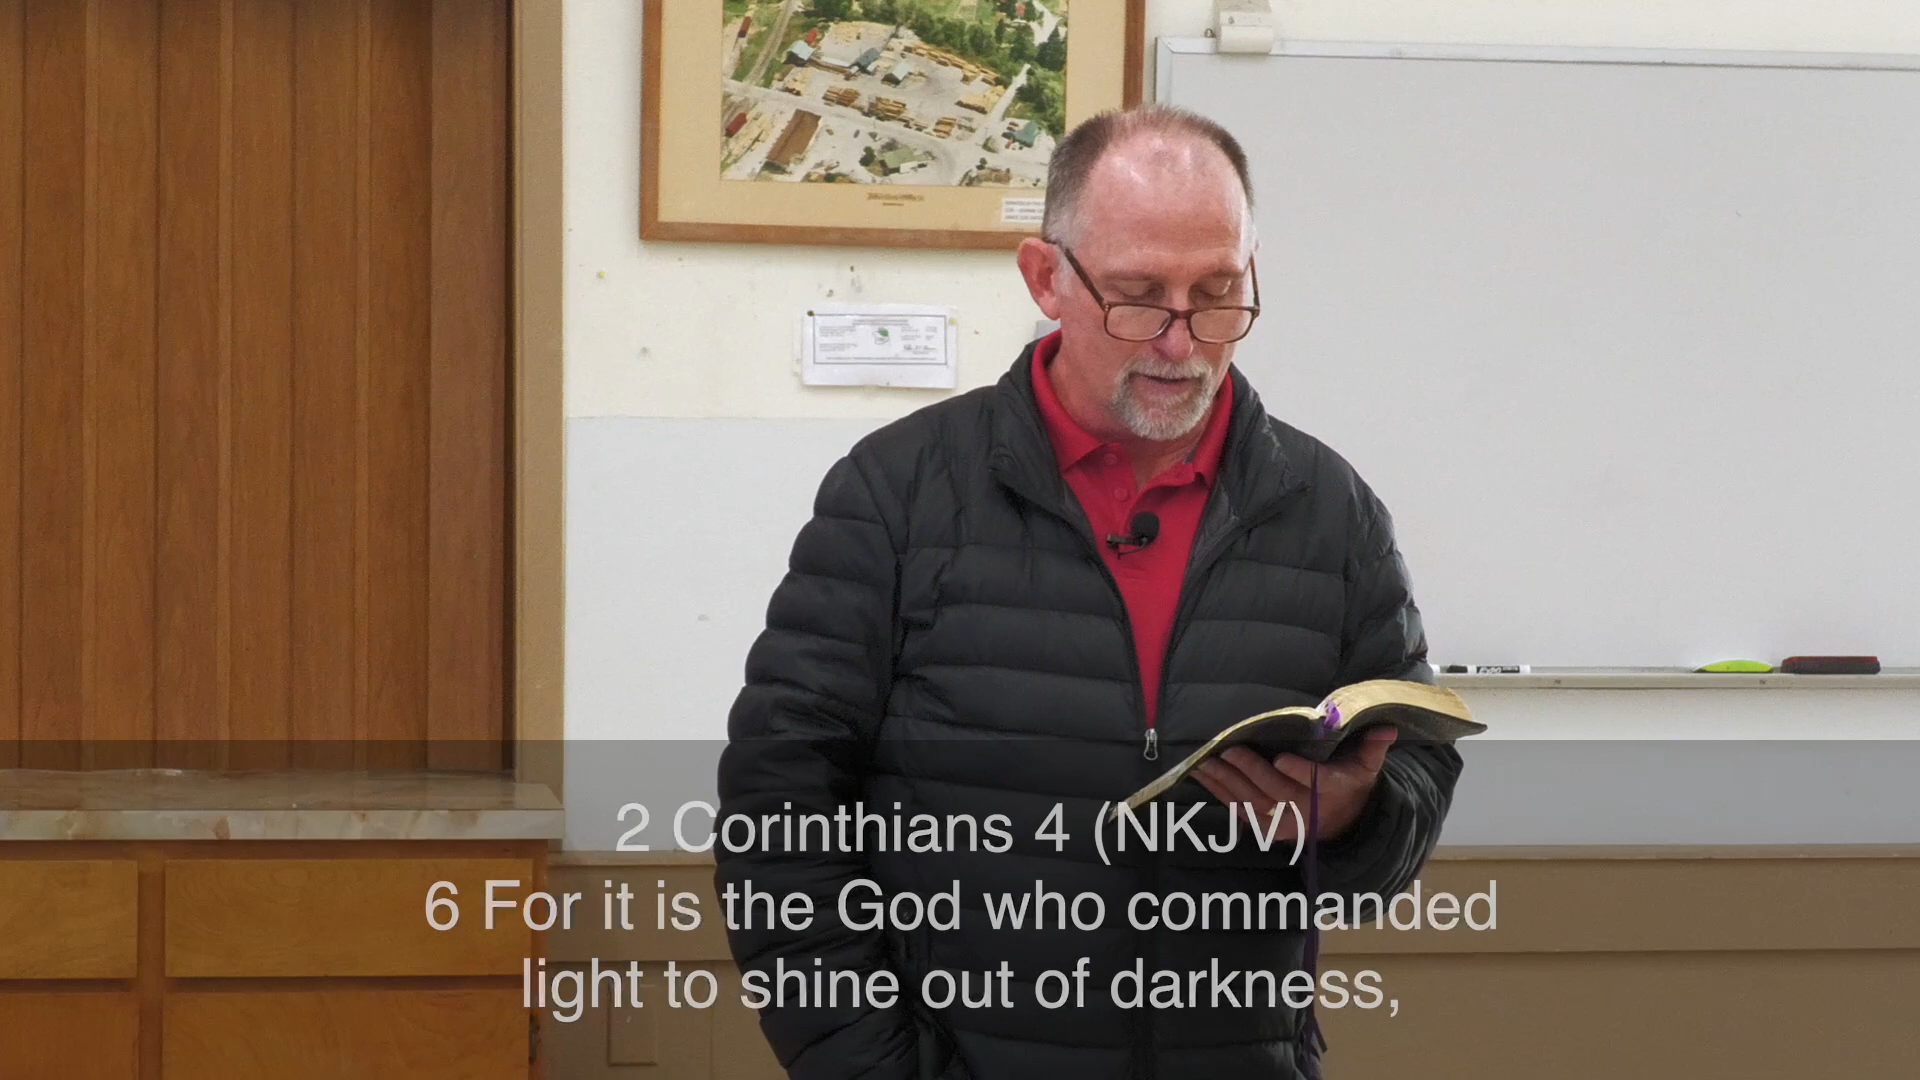 2 Corinthians 4 (NKJV)
6 For it is the God who commanded
light to shine out of darkness,